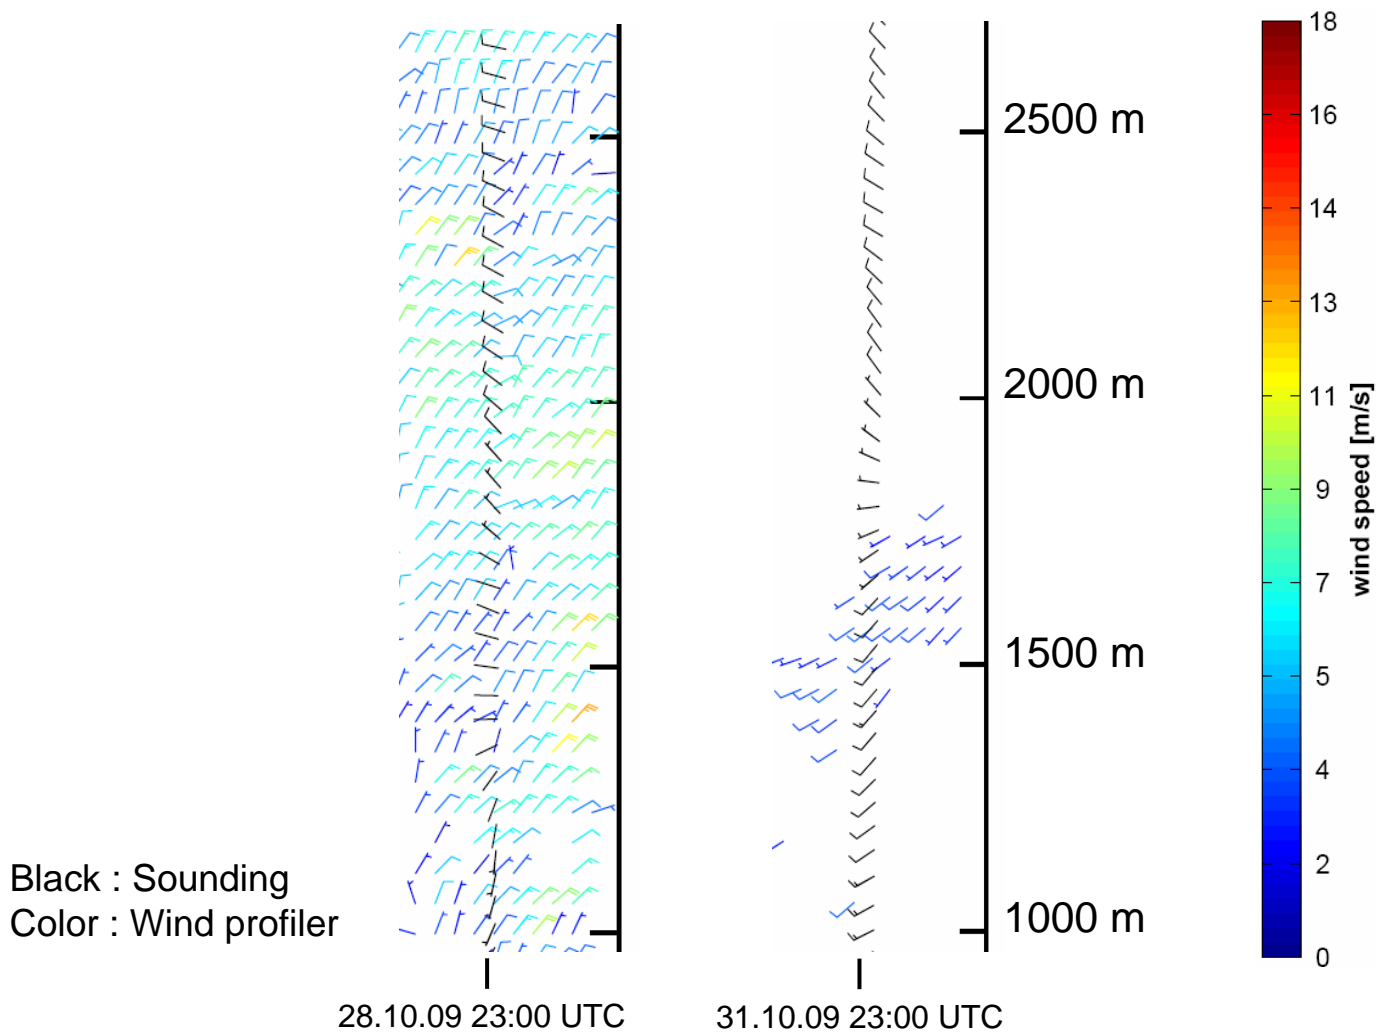 2500 m
2000 m
1500 m
1000 m
Black : Sounding
Color : Wind profiler
28.10.09 23:00 UTC
31.10.09 23:00 UTC
18
16
14
13
11
9
7
5
4
2
0
wind speed [m/s]